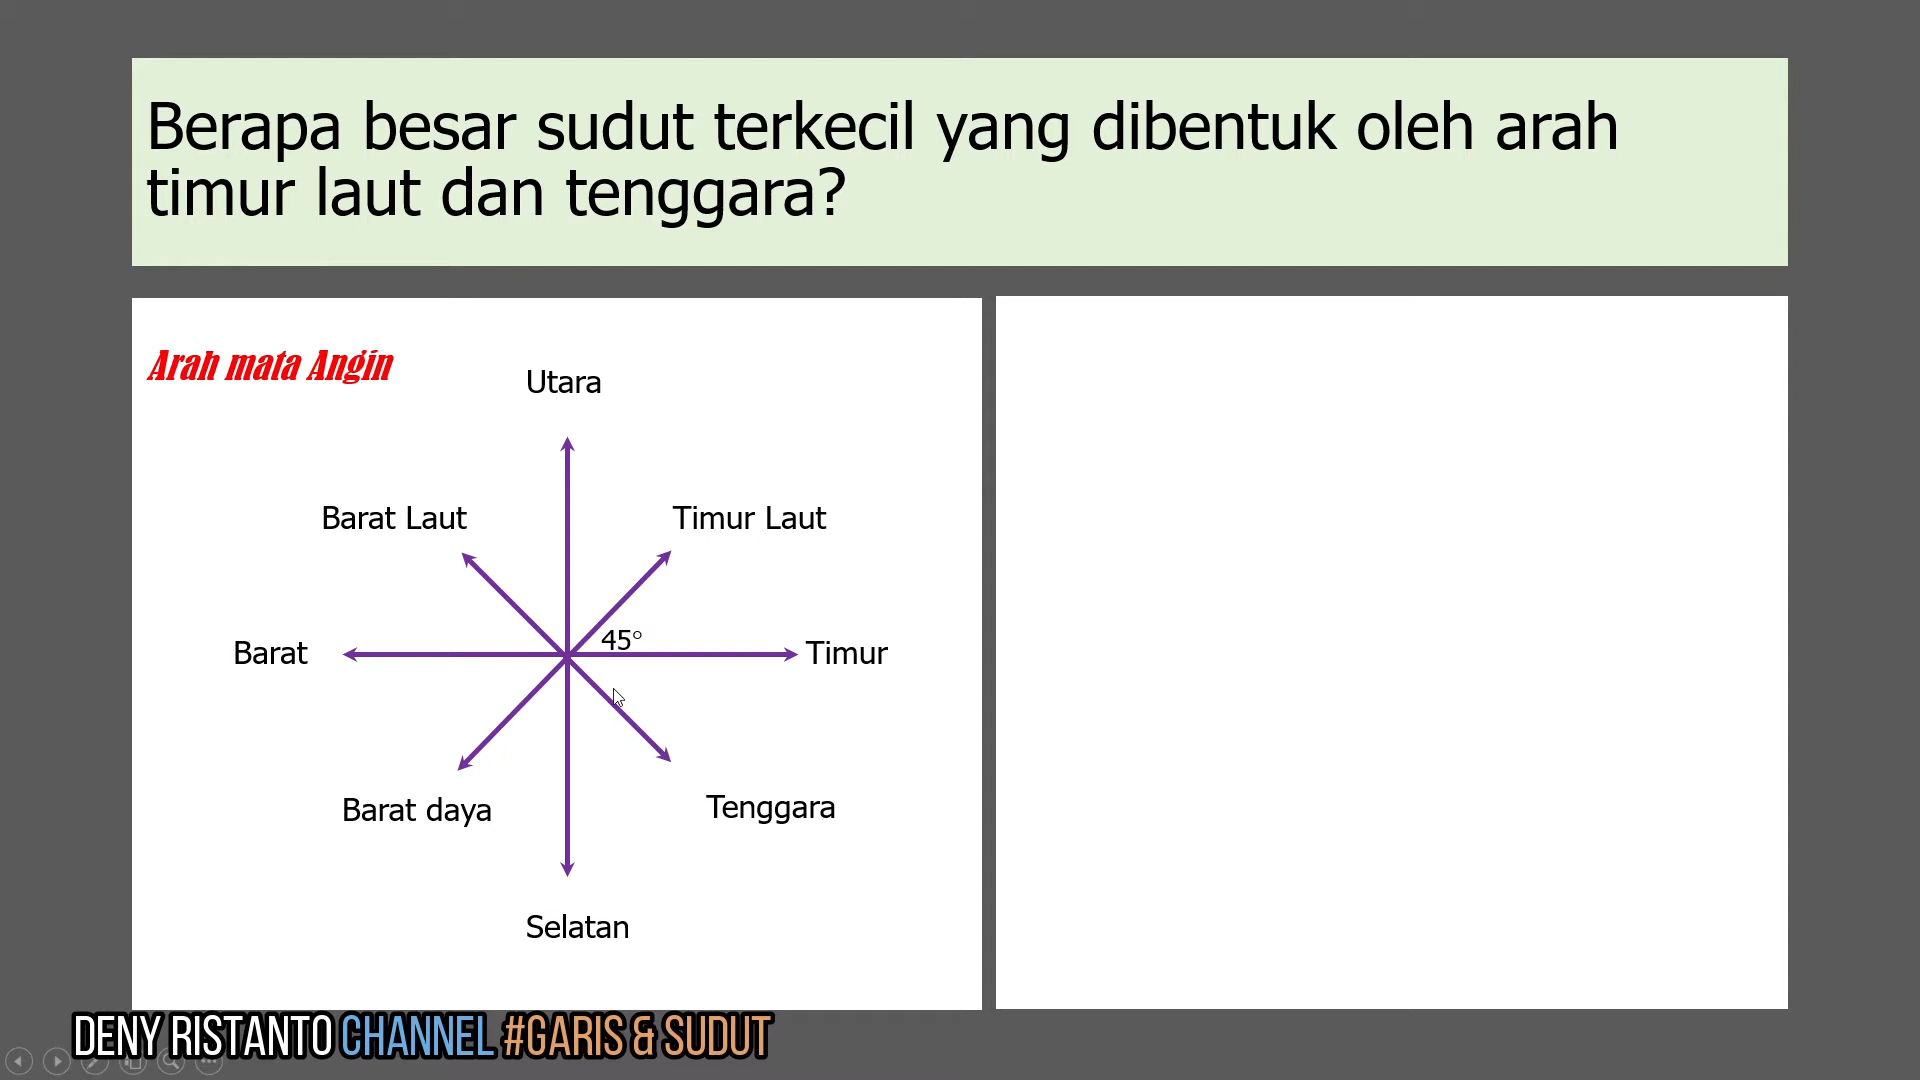 Berapa besar sudut terkecil yang dibentuk oleh arah
timur laut dan tenggara?
Arah mata Angin
Utara
Barat Laut
Timur Laut
45°
Barat
Timur
Barat daya
Tenggara
Selatan
DENY RISTANTO CHANNEL #GARIS & SUDUT